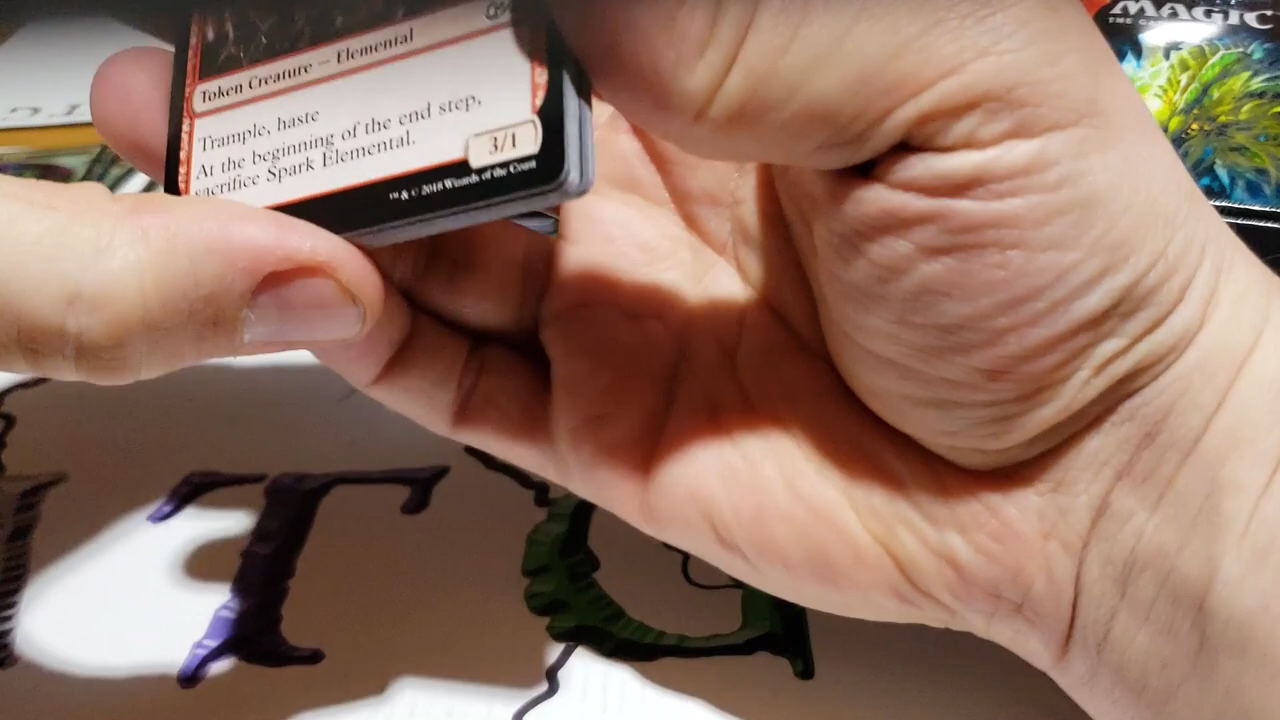 MAGIC
Token Creature — Elemental
Trample, haste
At the beginning of the end step,
sacrifice Spark Elemental.
3/1
™ & © 2018 Wizards of the Coast
T G